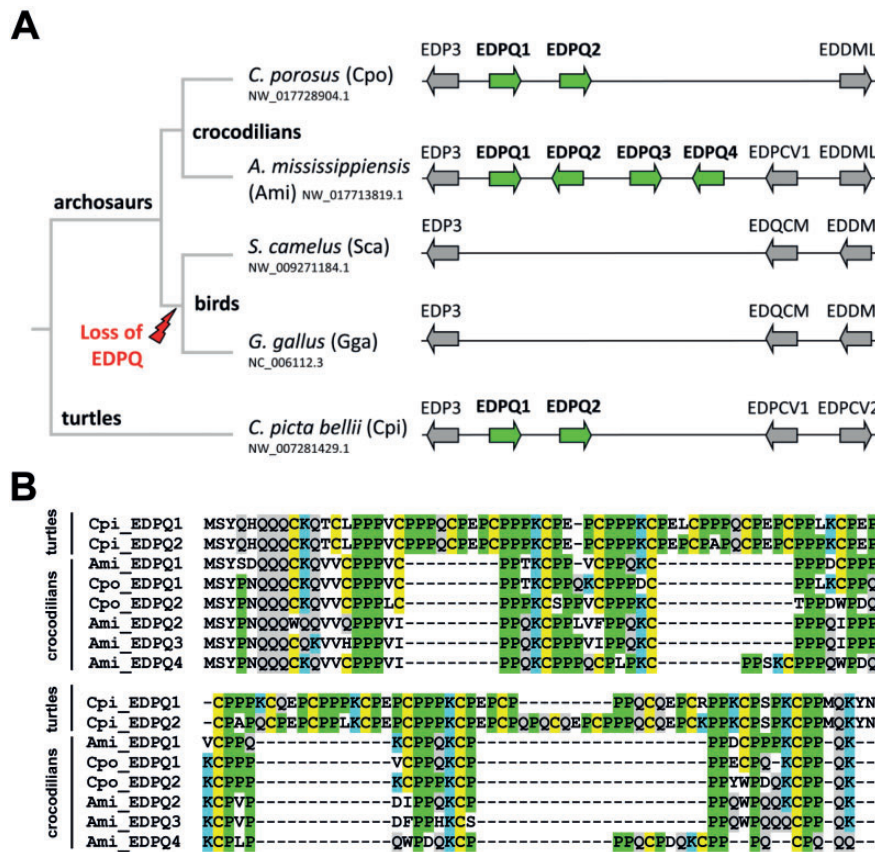 A
EDP3 EDPQ1 EDPQ2 EDDML
C. porosus (Cpo)
NW_017728904.1
crocodilians
EDP3 EDPQ1 EDPQ2 EDPQ3 EDPQ4 EDPCV1 EDDML
A. mississippiensis
(Ami) NW_017713819.1
archosaurs
EDP3 EDQCM EDDM
S. camelus (Sca)
NW_009271184.1
birds
Loss of
EDPQ
EDP3 EDQCM EDDM
G. gallus (Gga)
NC_006112.3
turtles
EDP3 EDPQ1 EDPQ2 EDPCV1 EDPCV2
C. picta bellii (Cpi)
NW_007281429.1
B
turtles
Cpi_EDPQ1 MSYQHQQQCKQTCLPPPVCPPPQCPEPCPPPKCPE-PCPPPKCPELCPPPQCPEPCPPLKCPEP
Cpi_EDPQ2 MSYQHQQQCKQTCLPPPVCPPPQCPEPCPPPKCPE-PCPPPKCPEPCPAPQCPEPCPPPKCPEP
crocodilians
Ami_EDPQ1 MSYSDQQQCKQVVCPPPVC----------PPTKCPP-VCPPQKC---------------PPPDCPPP
Cpo_EDPQ1 MSYPNQQQCKQVVCPPPVC----------PPTKCPPQKCPPPDC---------------PPLKCPPQ
Cpo_EDPQ2 MSYPNQQQCKQVVCPPPLC----------PPPKCSPPVCPPPKC---------------TPPDWPDQ
Ami_EDPQ2 MSYPNQQQWQQVVQPPPVI----------PPQKCPPLVFPPQKC---------------PPPQIPPP
Ami_EDPQ3 MSYPNQQQCQKVVHPPPVI----------PPQKCPPPVIPPQKC---------------PPPQIPPP
Ami_EDPQ4 MSYPNQQQCKQVVCPPPVI----------PPQKCPPPQCPLPKC---------PPSKCPPPQWPDQ
turtles
Cpi_EDPQ1 -CPPPKCQEPCPPPKCPEPCPPPKCPEPCP----------PPQCQEPCRPPKCPSPKCPPMQKYN
Cpi_EDPQ2 -CPAPQCPEPCPPLKCPEPCPPPKCPEPCPQPQCQEPCPPPQCQEPCKPPKCPSPKCPPMQKYN
crocodilians
Ami_EDPQ1 VCPPQ---------------KCPPQKCP-------------------------PPDCPPPKCPP-QK--
Cpo_EDPQ1 KCPPP---------------VCPPQKCP-------------------------PPECPQ-KCPP-QK--
Cpo_EDPQ2 KCPPP---------------KCPPPKCP-------------------------PPYWPDQKCPP-QK--
Ami_EDPQ2 KCPVP---------------DIPPQKCS-------------------------PPQWPQQKCPP-QK--
Ami_EDPQ3 KCPVP---------------DFPPHKCS-------------------------PPQWPQQQCPP-QK--
Ami_EDPQ4 KCPLP---------------QWPDQKCP---------------PPQCPDQKCPP--PQ--CPQ-QQ--